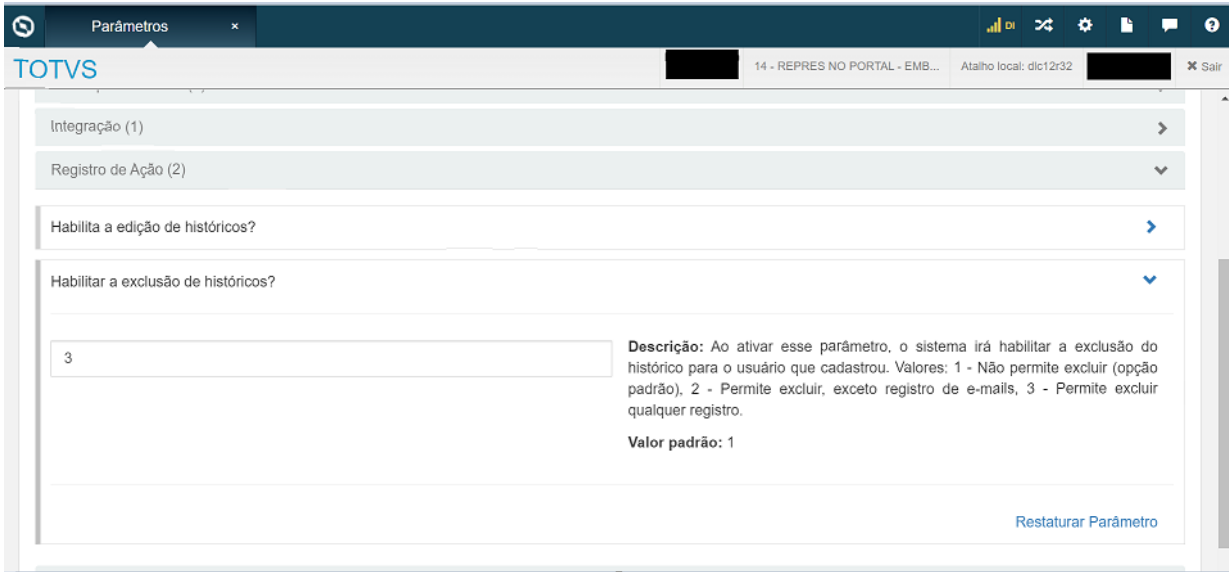 Parâmetros ×
DI
TOTVS
14 - REPRES NO PORTAL - EMB... Atalho local: dlc12r32 Sair
Integração (1)
Registro de Ação (2)
Habilita a edição de históricos?
Habilitar a exclusão de históricos?
3
Descrição: Ao ativar esse parâmetro, o sistema irá habilitar a exclusão do
histórico para o usuário que cadastrou. Valores: 1 - Não permite excluir (opção
padrão), 2 - Permite excluir, exceto registro de e-mails, 3 - Permite excluir
qualquer registro.
Valor padrão: 1
Restaturar Parâmetro